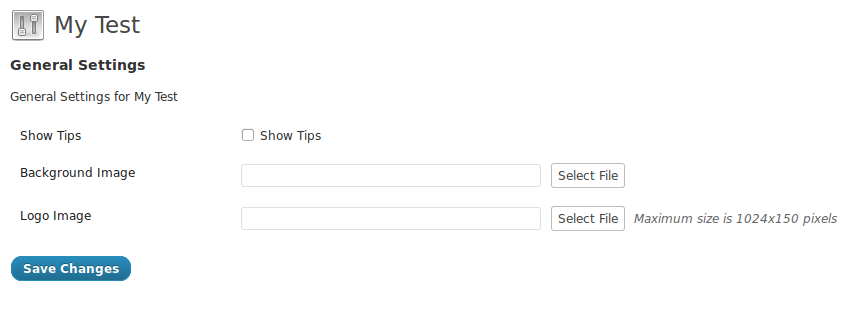 My Test
General Settings
General Settings for My Test
Show Tips Show Tips
Background Image Select File
Logo Image Select File Maximum size is 1024x150 pixels
Save Changes